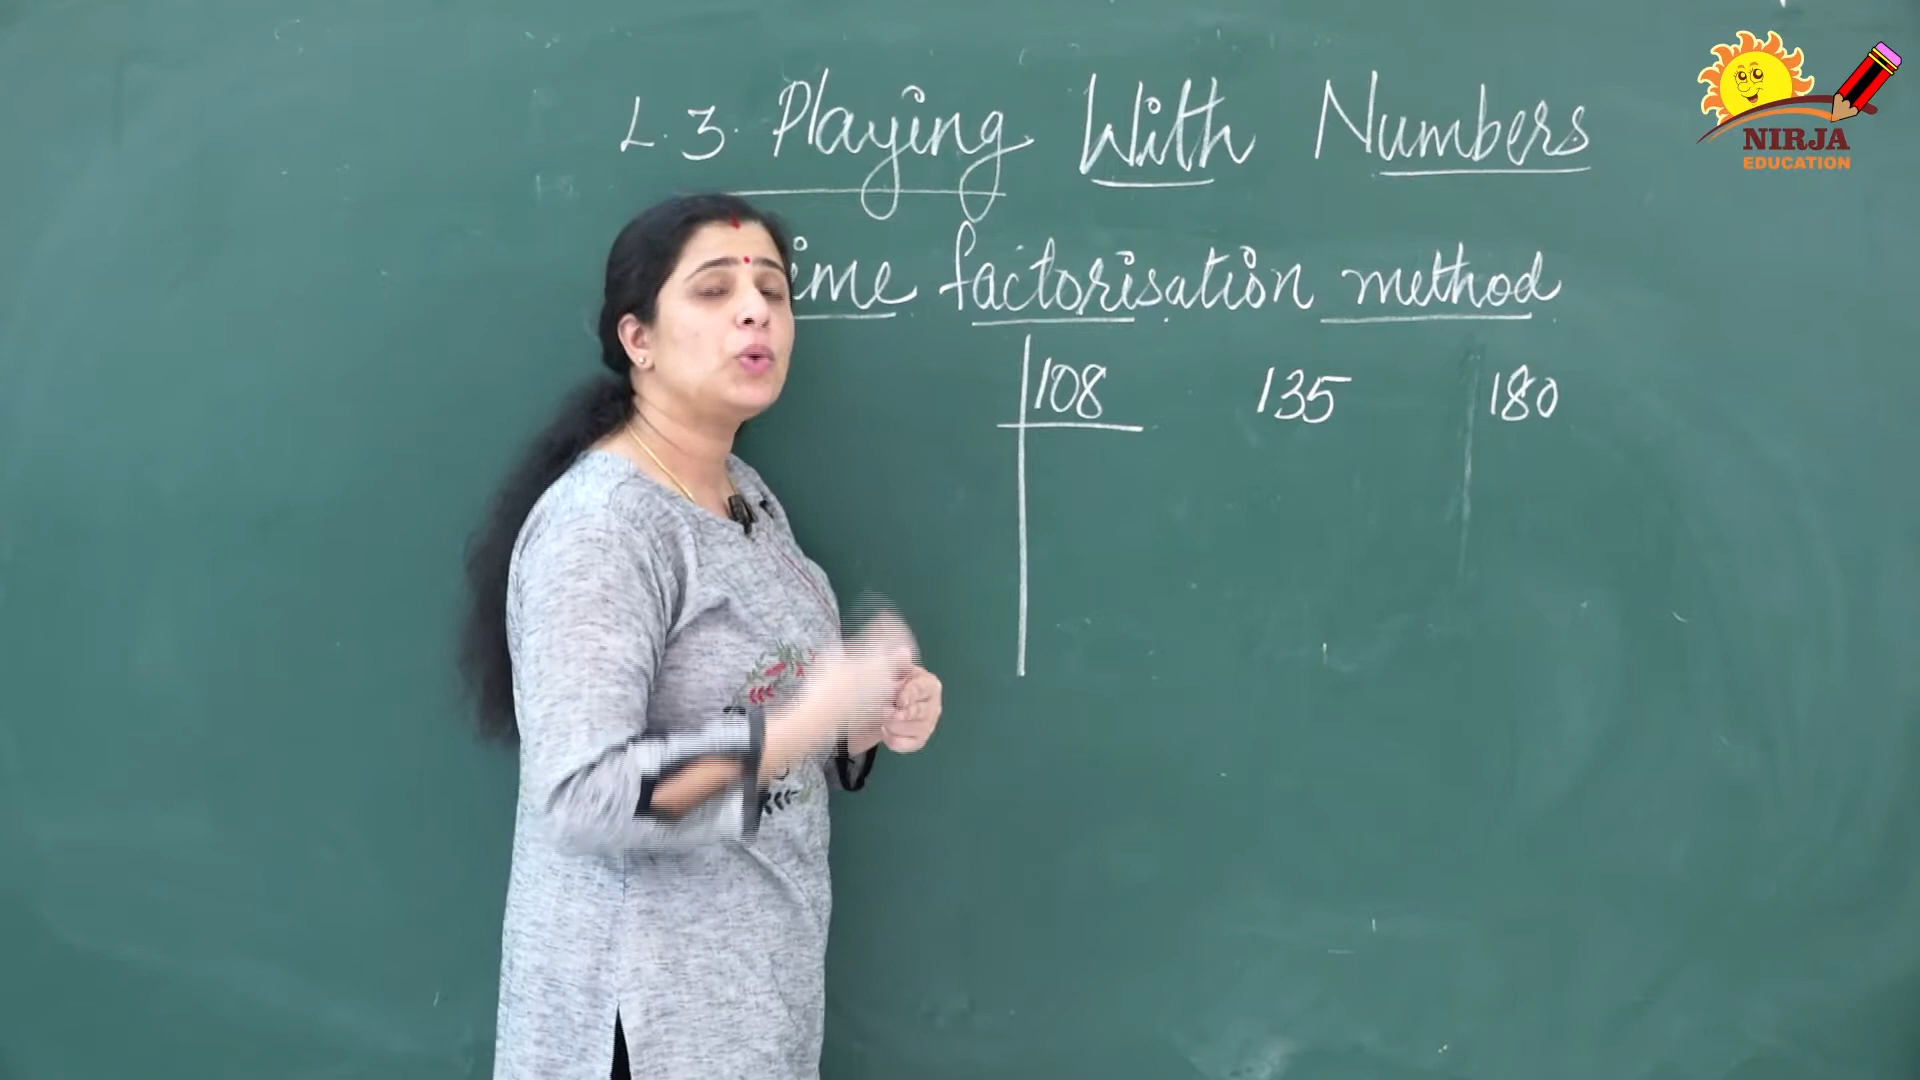 L.3. Playing With Numbers
ime factorisation method
108 135 180
NIRJA
EDUCATION